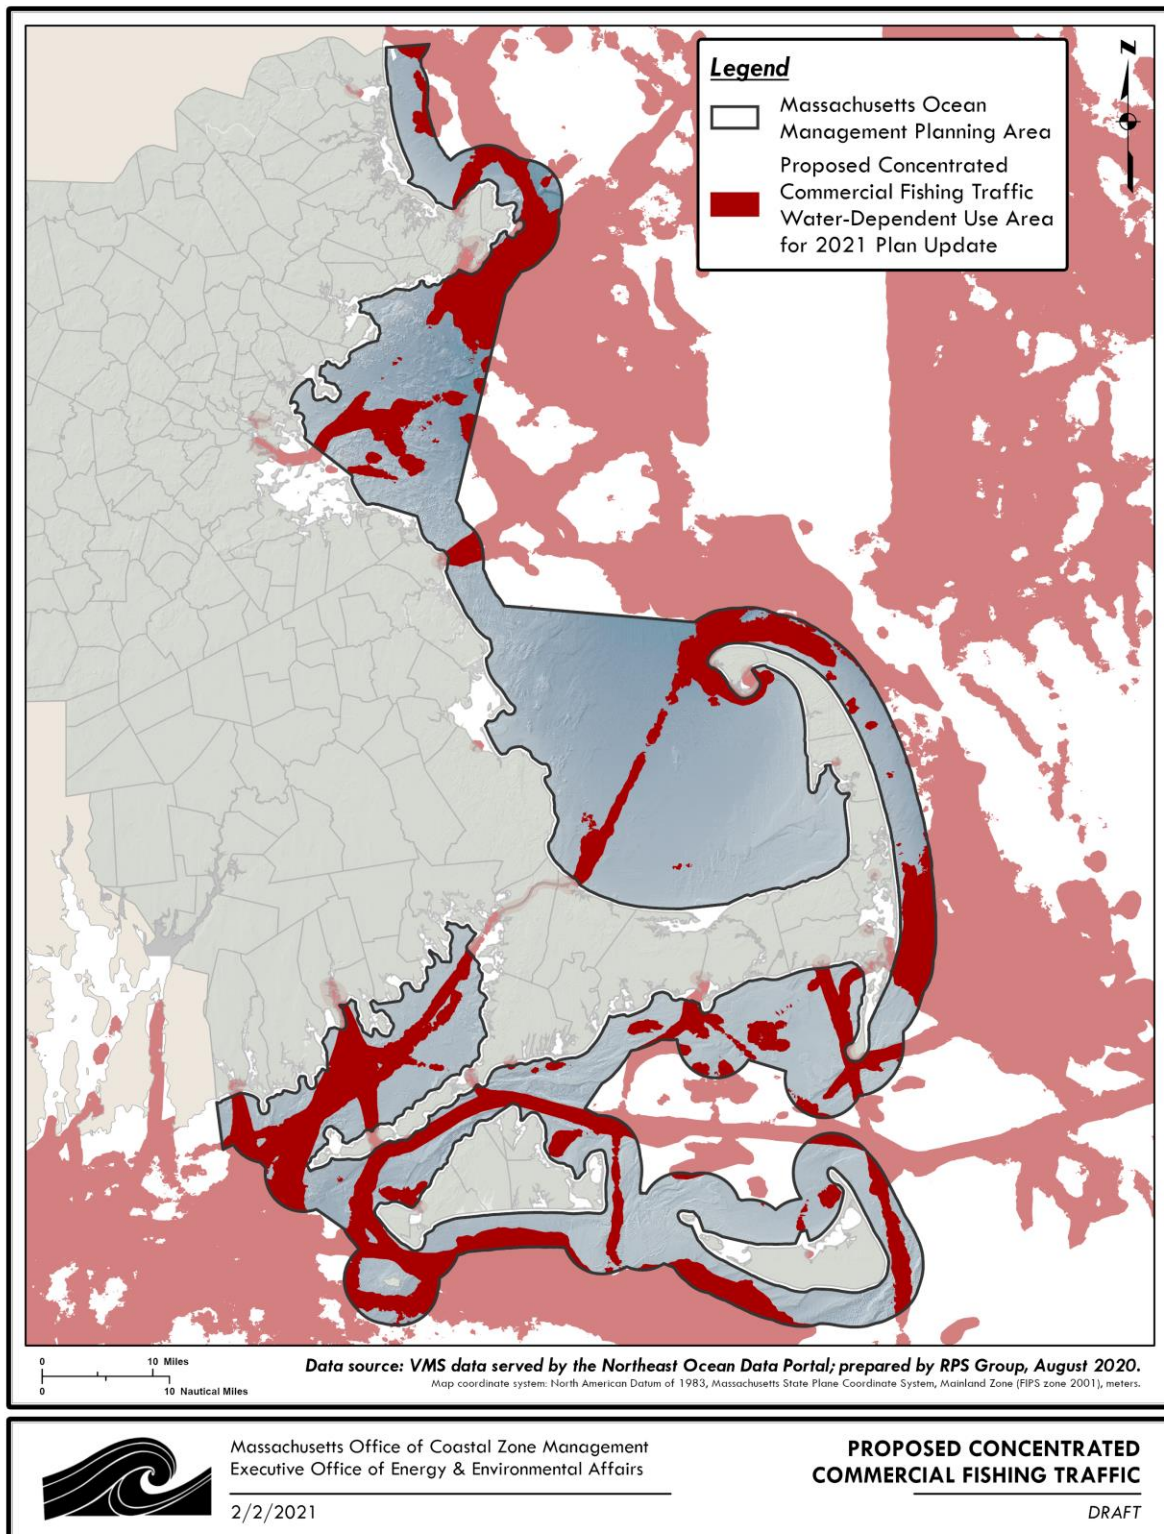 Legend
Massachusetts Ocean
Management Planning Area
Proposed Concentrated
Commercial Fishing Traffic
Water-Dependent Use Area
for 2021 Plan Update
N
0 10 Miles
0 10 Nautical Miles
Data source: VMS data served by the Northeast Ocean Data Portal; prepared by RPS Group, August 2020.
Map coordinate system: North American Datum of 1983, Massachusetts State Plane Coordinate System, Mainland Zone (FIPS zone 2001), meters.
Massachusetts Office of Coastal Zone Management
Executive Office of Energy & Environmental Affairs
2/2/2021
PROPOSED CONCENTRATED
COMMERCIAL FISHING TRAFFIC
DRAFT